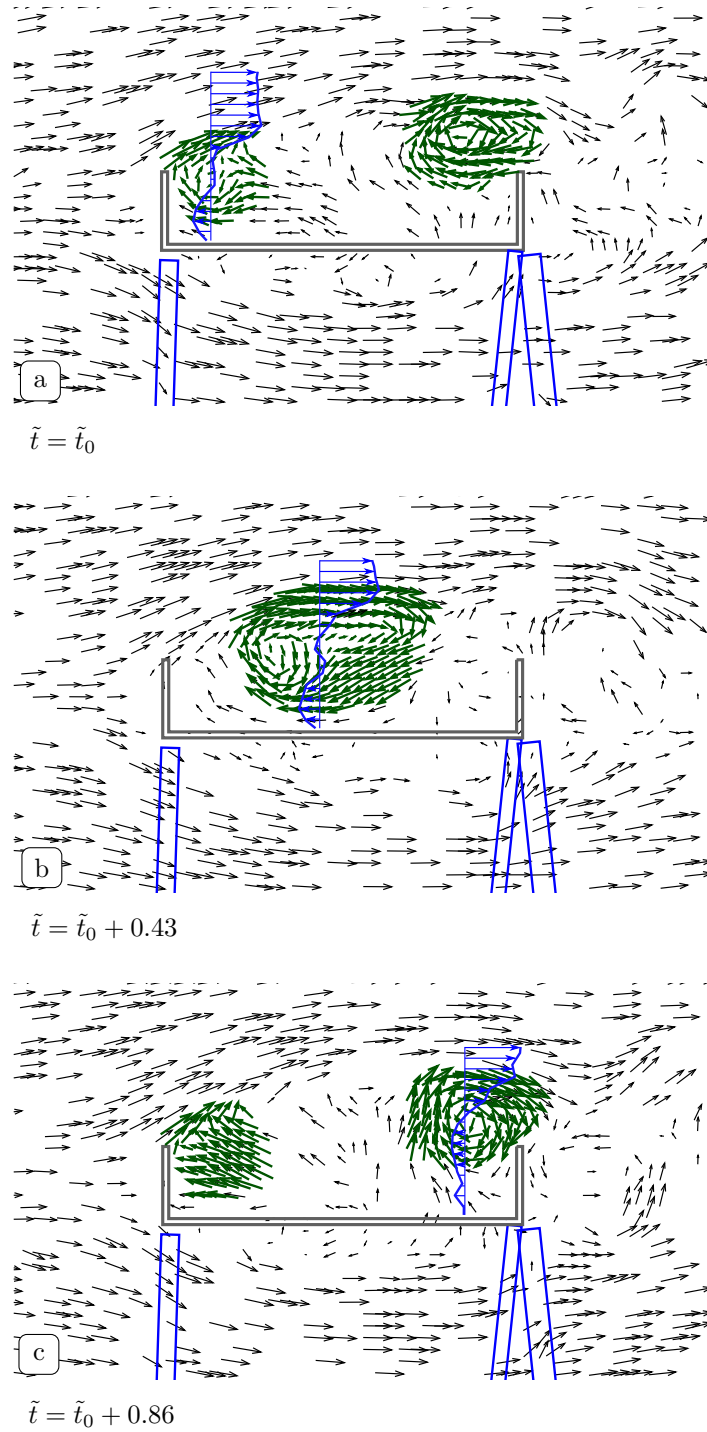 a
t̃ = t̃₀
b
t̃ = t̃₀ + 0.43
c
t̃ = t̃₀ + 0.86